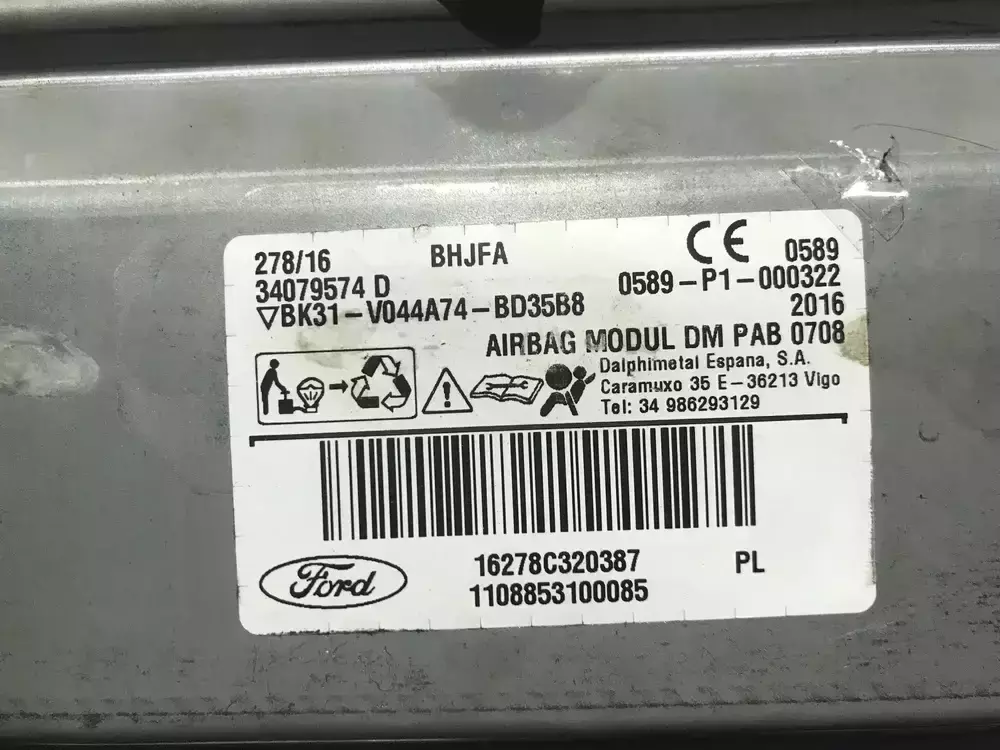 278/16 BHJFA CE 0589
34079574 D 0589-P1-000322
▽BK31-V044A74-BD35B8 2016
AIRBAG MODUL DM PAB 0708
Dalphimetal Espana, S.A.
Caramuxo 35 E-36213 Vigo
Tel: 34 986293129
16278C320387 PL
Ford
1108853100085